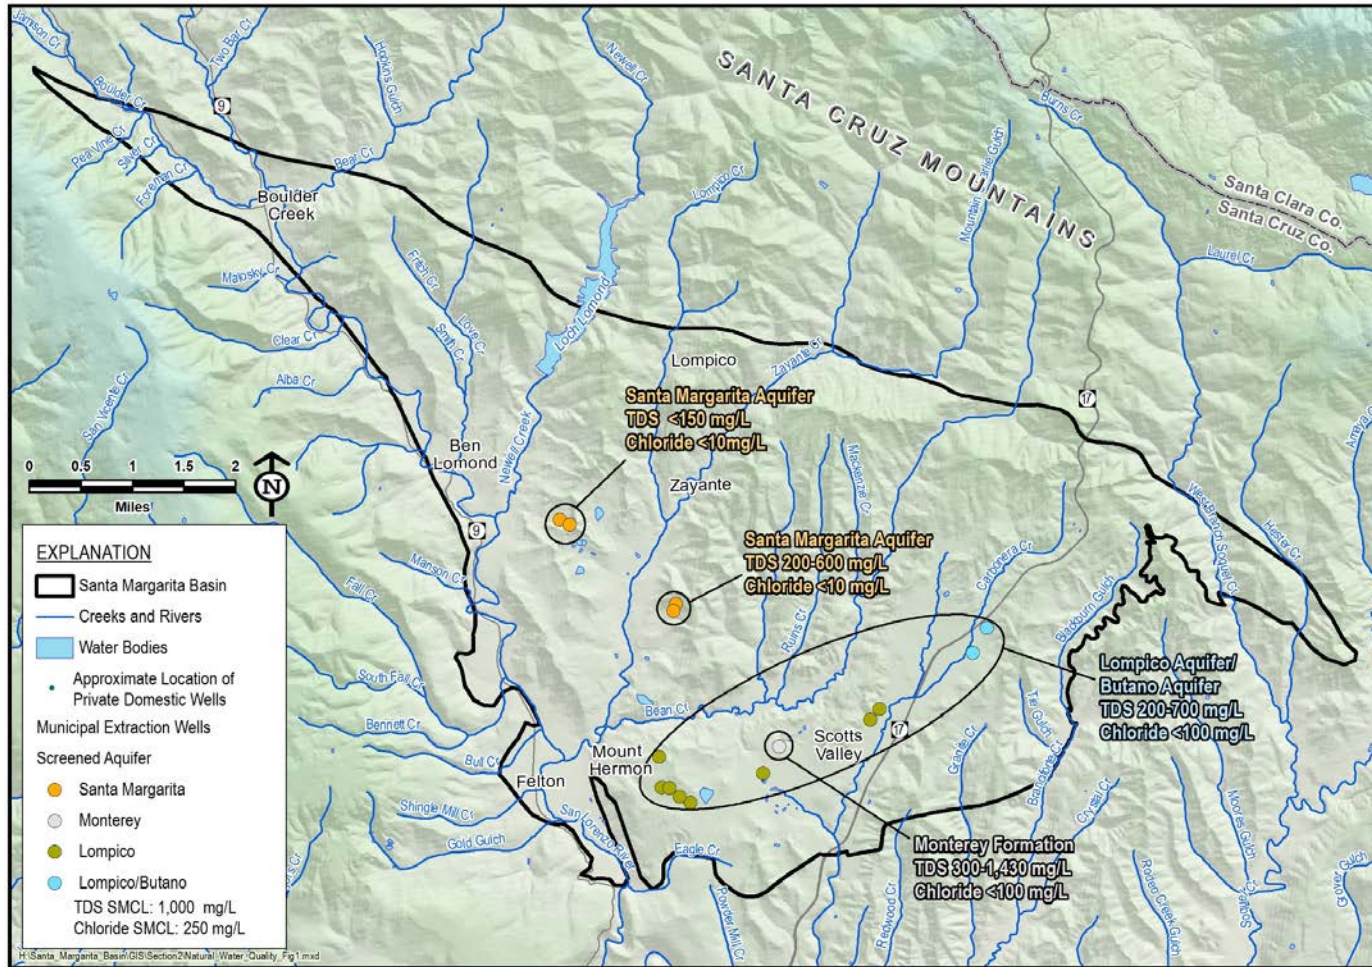 Jamison Cr
Two Bar Cr
Hopkins Gulch
Newell Cr
SANTA CRUZ MOUNTAINS
Burns Cr
9
Boulder Cr
Pea Vine Cr
Silver Cr
Foreman Cr
Bear Cr
Lompico Cr
Santa Clara Co.
Santa Cruz Co.
Boulder
Creek
Laurel Cr
Malosky Cr
Fritch Cr
Love Cr
Smith Cr
Loch Lomond
Clear Cr
Alba Cr
San Vicente Cr
Lompico
Zayante Cr
17
Amaya
Santa Margarita Aquifer
TDS <150 mg/L
Chloride <10mg/L
Ben
Lomond
Newell Creek
Zayante
Mackenzie Cr
0 0.5 1 1.5 2
Miles
N
9
West Branch Soquel Cr
Hester Cr
Santa Margarita Aquifer
TDS 200-600 mg/L
Chloride <10 mg/L
Carbonera Cr
Blackburn Gulch
Manson Cr
Fall Cr
Ruins Cr
South Fall Cr
Bennett Cr
Bull Cr
Bean Cr
Mount
Hermon
Felton
Scotts
Valley
17
Lompico Aquifer/
Butano Aquifer
TDS 200-700 mg/L
Chloride <100 mg/L
Tie Gulch
Granite Cr
Branciforte Cr
Crystal Cr
Shingle Mill Cr
Gold Gulch
San Lorenzo River
Eagle Cr
Powder Mill Cr
Redwood Cr
Monterey Formation
TDS 300-1,430 mg/L
Chloride <100 mg/L
Moores Gulch
Rodeo Creek Gulch
Grover Gulch
EXPLANATION
Santa Margarita Basin
Creeks and Rivers
Water Bodies
Approximate Location of
Private Domestic Wells
Municipal Extraction Wells
Screened Aquifer
Santa Margarita
Monterey
Lompico
Lompico/Butano
TDS SMCL: 1,000 mg/L
Chloride SMCL: 250 mg/L
H:\Santa_Margarita_Basin\GIS\Section2\Natural_Water_Quality_Fig1.mxd